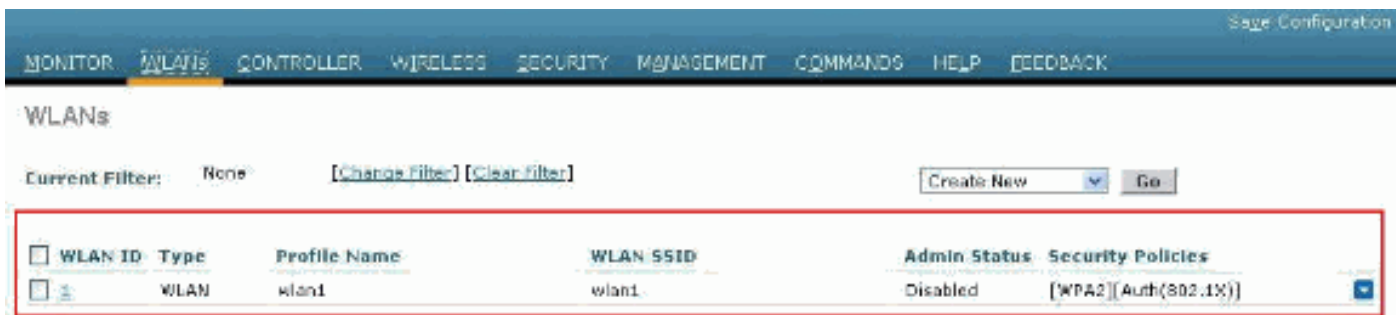 Save Configuration
MONITOR WLANs CONTROLLER WIRELESS SECURITY MANAGEMENT COMMANDS HELP FEEDBACK
WLANs
Current Filter: None [Change Filter] [Clear Filter] Create New Go
WLAN ID Type Profile Name WLAN SSID Admin Status Security Policies
1 WLAN wlan1 wlan1 Disabled [WPA2][Auth(802.1X)]